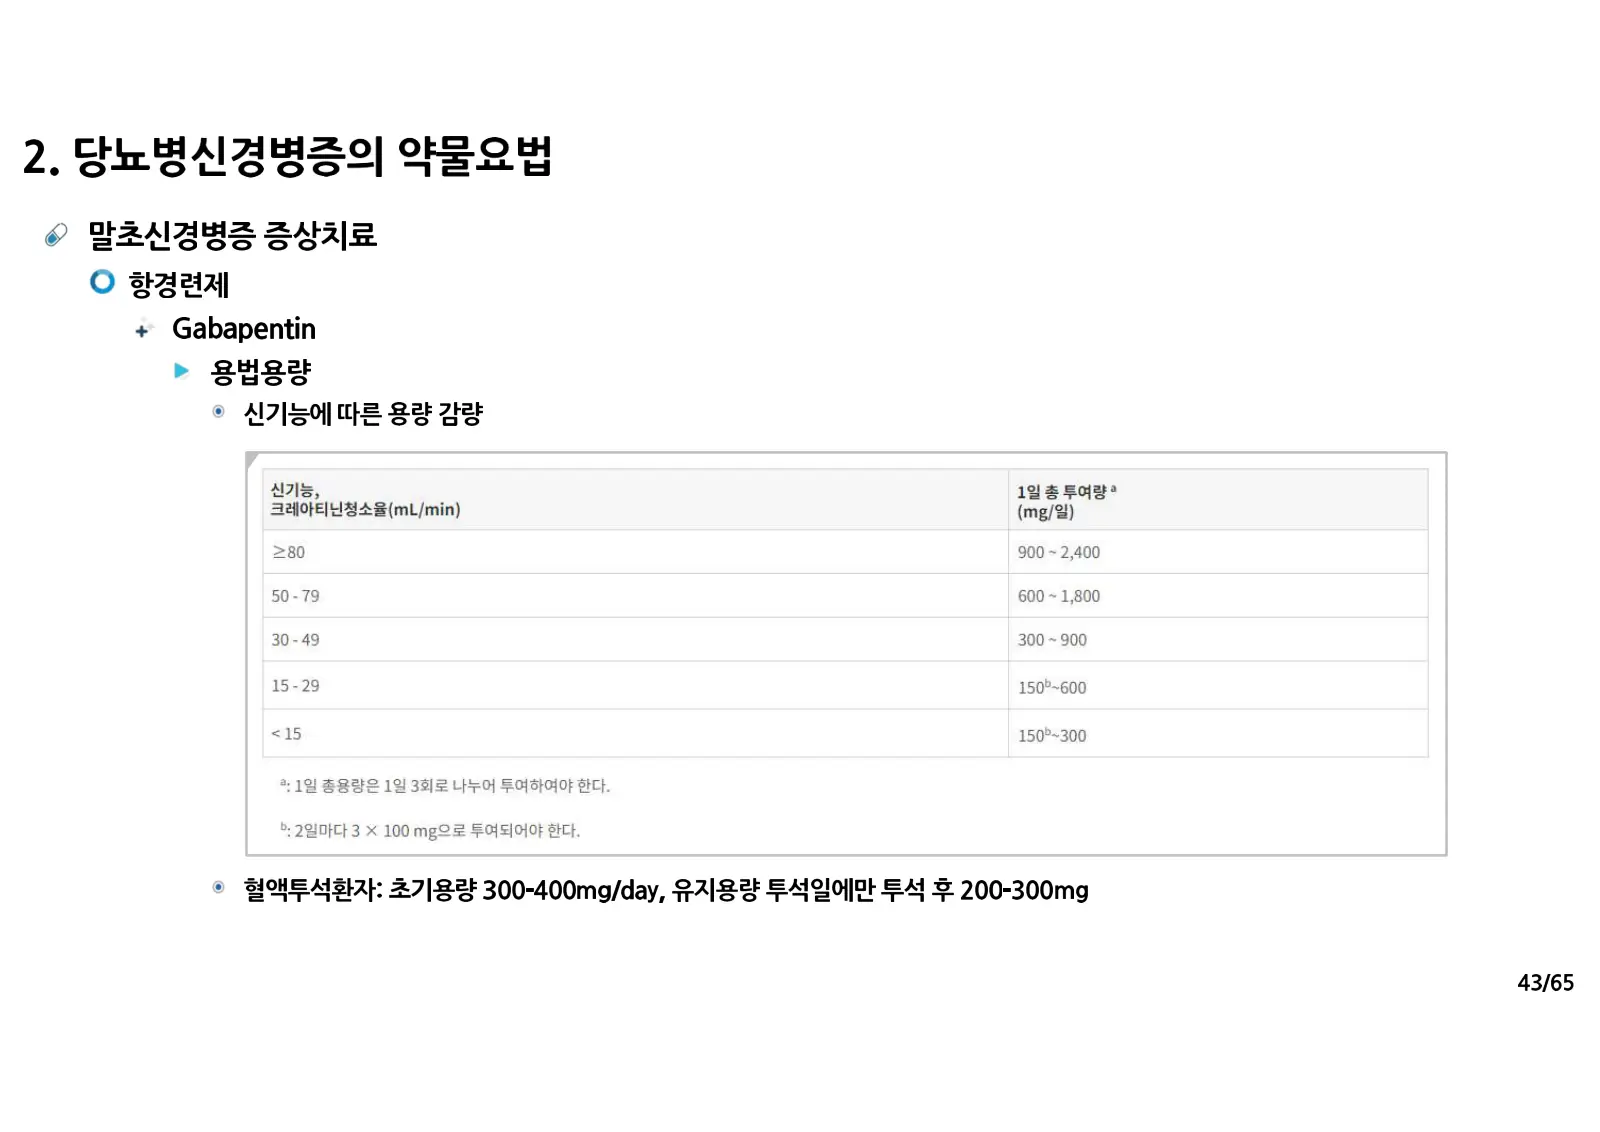 2. 당뇨병신경병증의 약물요법
말초신경병증 증상치료
항경련제
Gabapentin
용법용량
신기능에 따른 용량 감량
신기능,
크레아티닌청소율(mL/min)
1일 총 투여량 ª
(mg/일)
≥80
900 ~ 2,400
50 - 79
600 ~ 1,800
30 - 49
300 ~ 900
15 - 29
150ᵇ~600
< 15
150ᵇ~300
ª: 1일 총용량은 1일 3회로 나누어 투여하여야 한다.
ᵇ: 2일마다 3 × 100 mg으로 투여되어야 한다.
혈액투석환자: 초기용량 300-400mg/day, 유지용량 투석일에만 투석 후 200-300mg
43/65